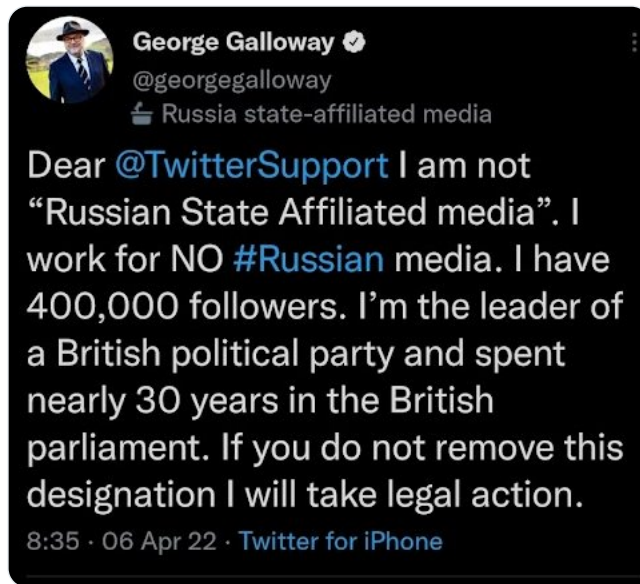 George Galloway
@georgegalloway
Russia state-affiliated media
Dear @TwitterSupport I am not
“Russian State Affiliated media”. I
work for NO #Russian media. I have
400,000 followers. I’m the leader of
a British political party and spent
nearly 30 years in the British
parliament. If you do not remove this
designation I will take legal action.
8:35 · 06 Apr 22 · Twitter for iPhone